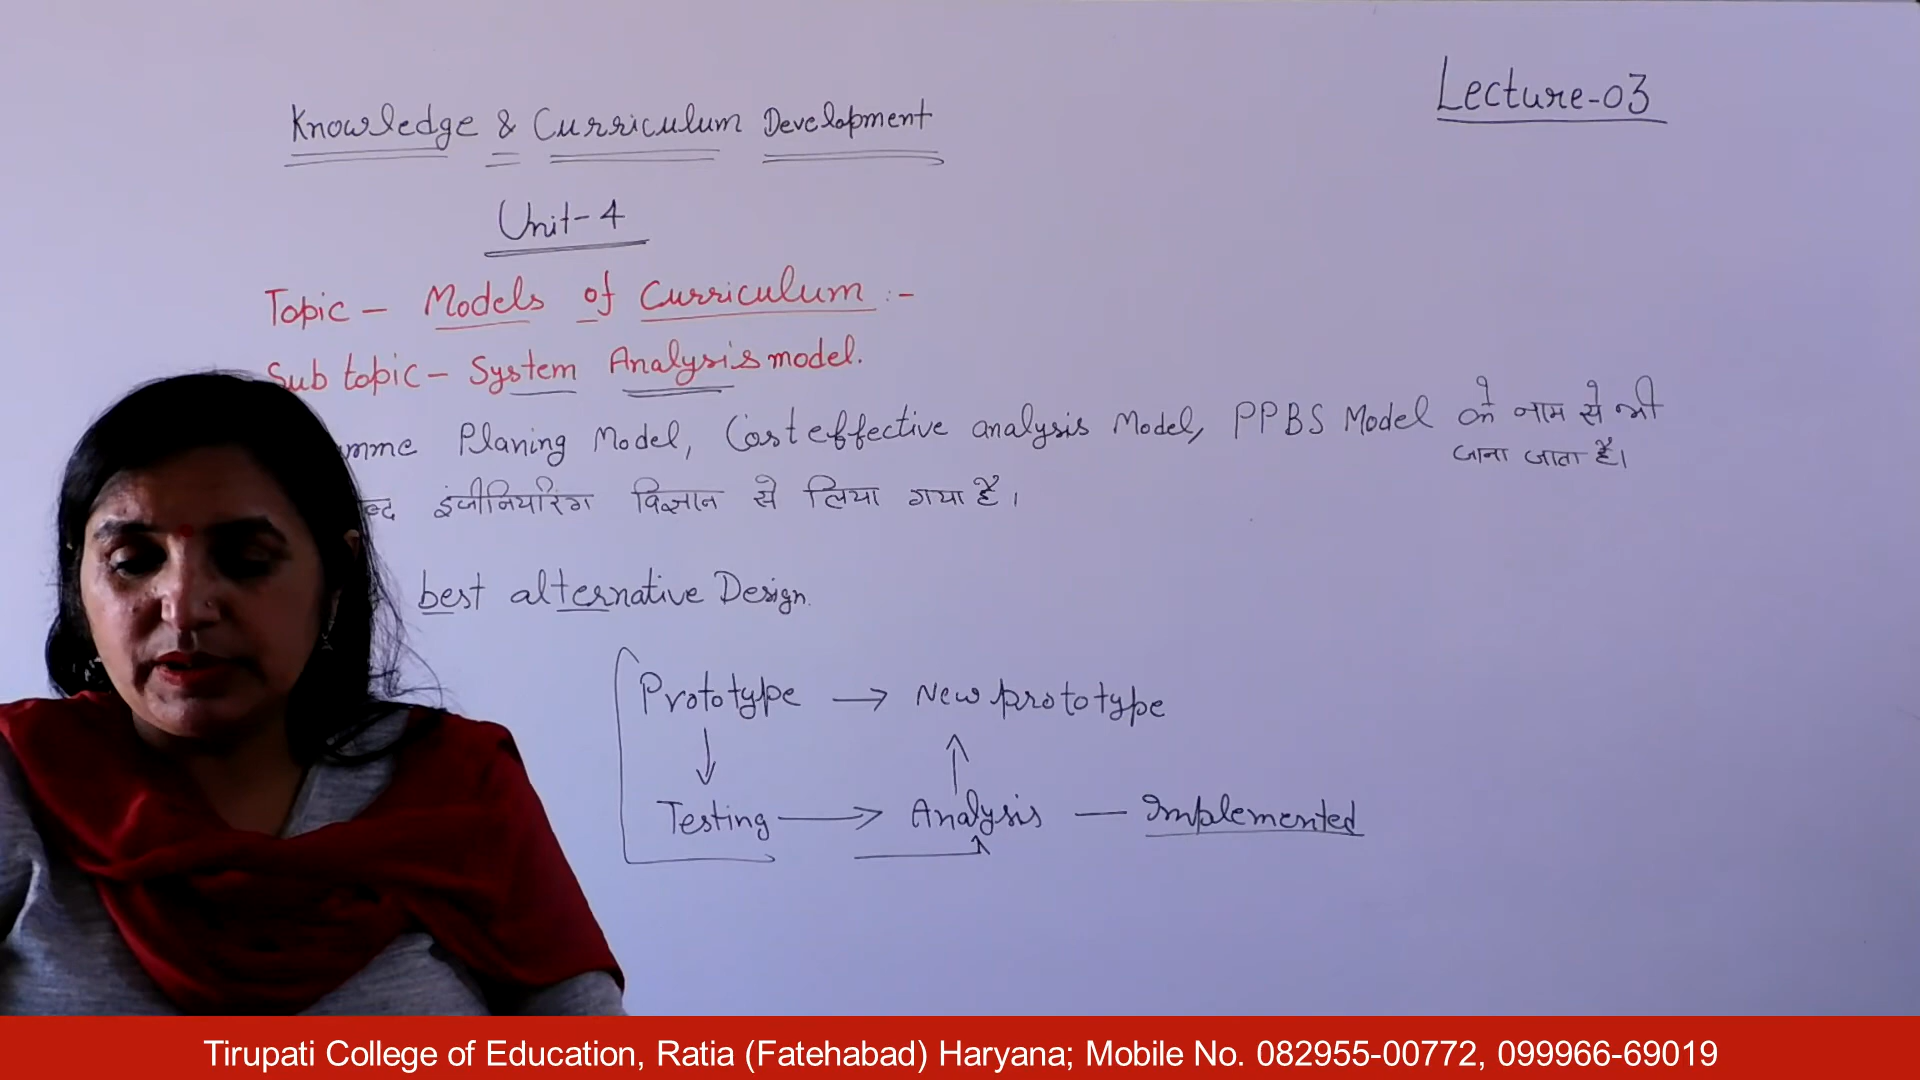 Lecture-03
Knowledge & Curriculum Development
Unit-4
Topic - Models of Curriculum :-
Sub topic - System Analysis model.
mme Planing Model, Cost effective analysis Model, PPBS Model के नाम से भी
जाना जाता है।
ब्द इंजीनियरिंग विज्ञान से लिया गया है।
best alternative Design.
Prototype → New prototype
Testing → Analysis - Implemented
Tirupati College of Education, Ratia (Fatehabad) Haryana; Mobile No. 082955-00772, 099966-69019